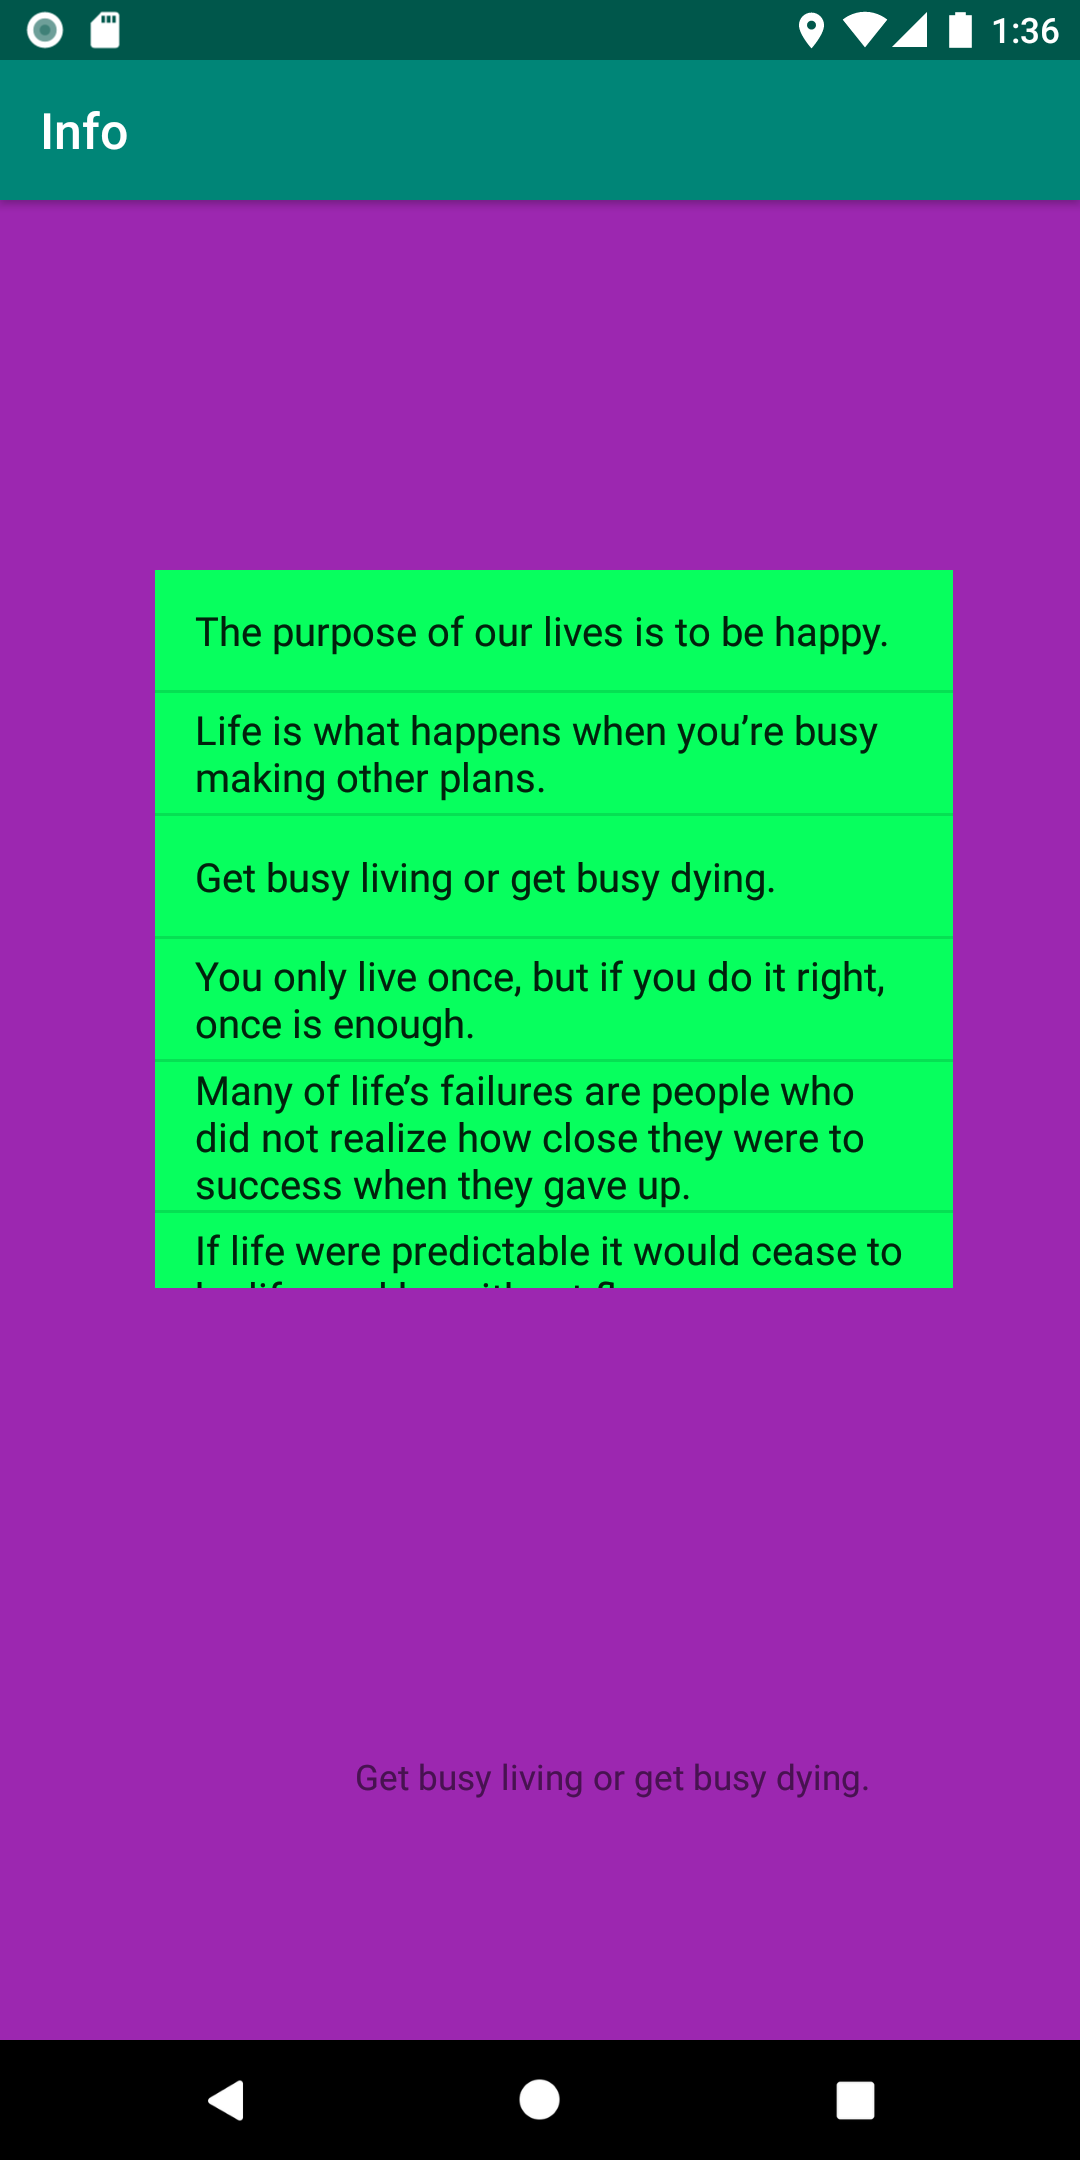 1:36
Info
The purpose of our lives is to be happy.
Life is what happens when you’re busy
making other plans.
Get busy living or get busy dying.
You only live once, but if you do it right,
once is enough.
Many of life’s failures are people who
did not realize how close they were to
success when they gave up.
If life were predictable it would cease to
Get busy living or get busy dying.